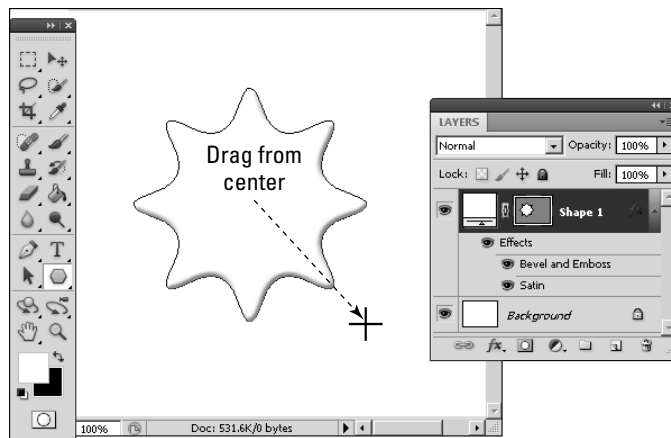 Drag from
center
100%
Doc: 531.6K/0 bytes
LAYERS
Normal
Opacity: 100%
Lock:
Fill: 100%
Shape 1
Effects
Bevel and Emboss
Satin
Background